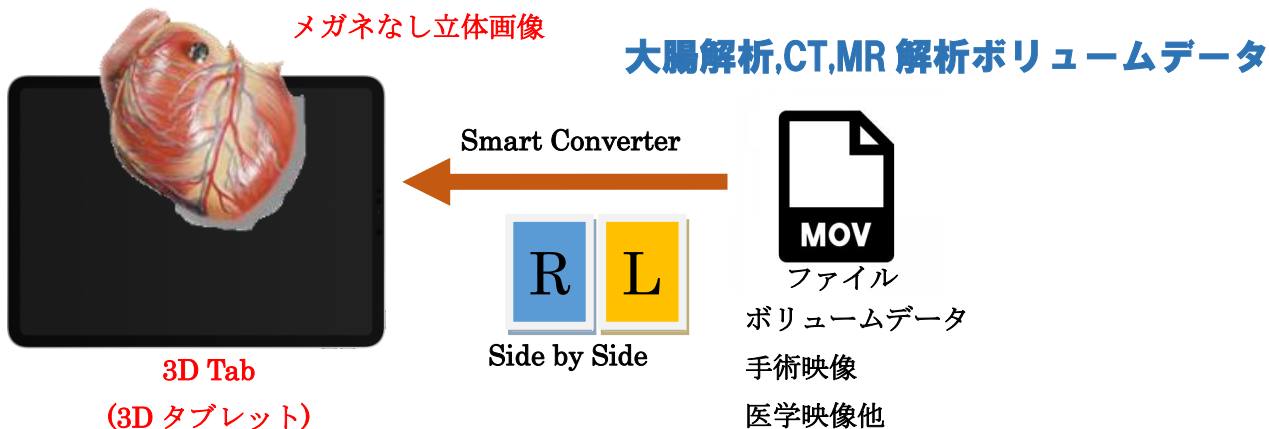 メガネなし立体画像
大腸解析,CT,MR 解析ボリュームデータ
Smart Converter
MOV
R L
ファイル
ボリュームデータ
Side by Side
手術映像
3D Tab
(3D タブレット)
医学映像他